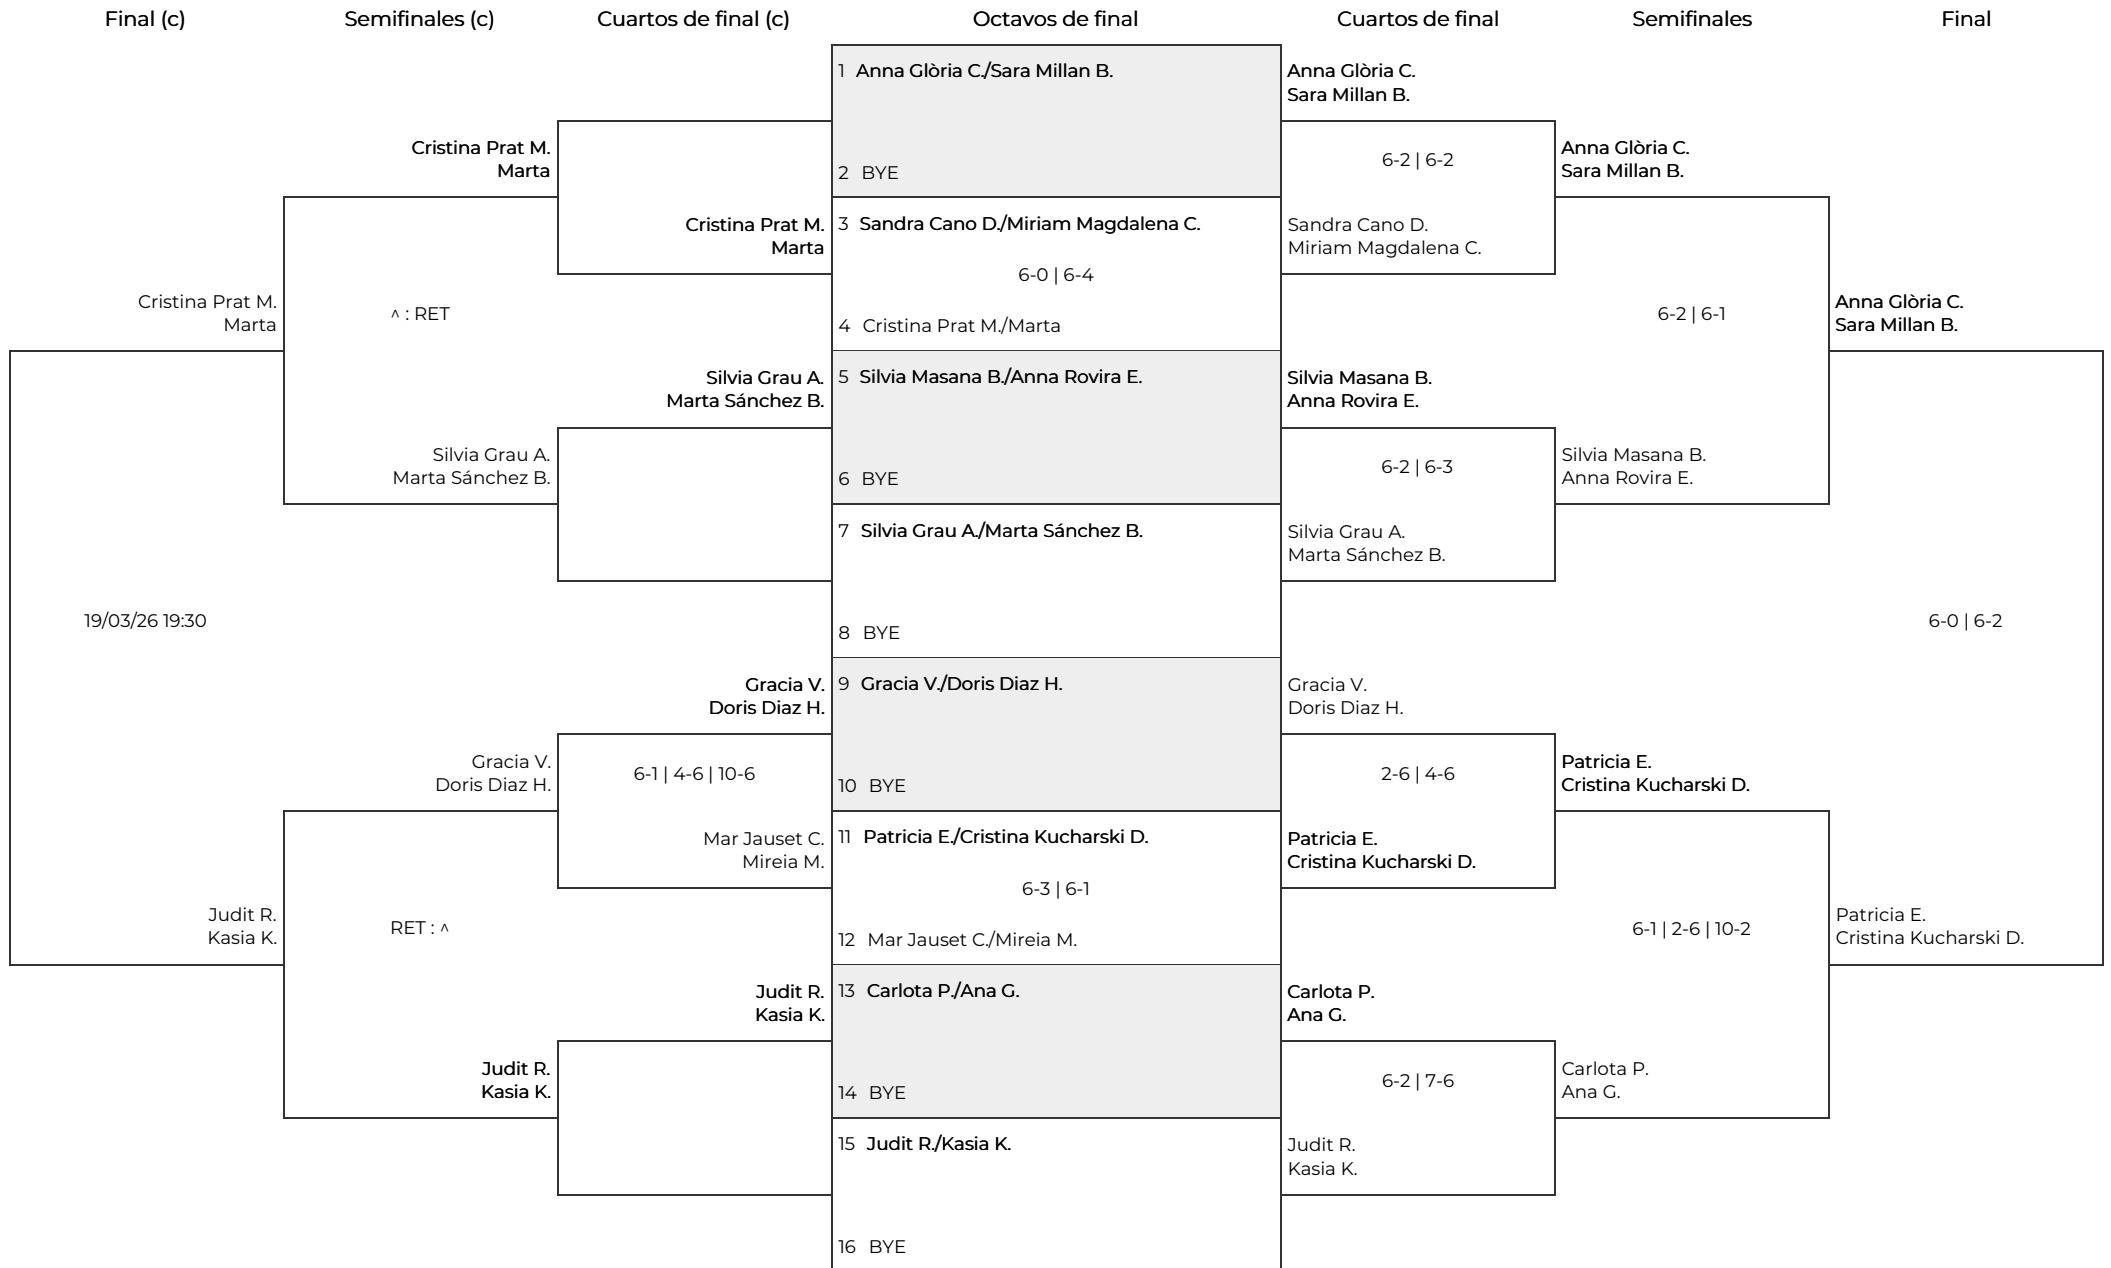 Final (c)
Semifinales (c)
Cuartos de final (c)
Octavos de final
Cuartos de final
Semifinales
Final
Cristina Prat M.
Marta
19/03/26 19:30
Judit R.
Kasia K.
Cristina Prat M.
Marta
^ : RET
Silvia Grau A.
Marta Sánchez B.
Gracia V.
Doris Diaz H.
RET : ^
Judit R.
Kasia K.
Cristina Prat M.
Marta
Silvia Grau A.
Marta Sánchez B.
Gracia V.
Doris Diaz H.
6-1 | 4-6 | 10-6
Mar Jauset C.
Mireia M.
Judit R.
Kasia K.
1 Anna Glòria C./Sara Millan B.
2 BYE
3 Sandra Cano D./Miriam Magdalena C.
6-0 | 6-4
4 Cristina Prat M./Marta
5 Silvia Masana B./Anna Rovira E.
6 BYE
7 Silvia Grau A./Marta Sánchez B.
8 BYE
9 Gracia V./Doris Diaz H.
10 BYE
11 Patricia E./Cristina Kucharski D.
6-3 | 6-1
12 Mar Jauset C./Mireia M.
13 Carlota P./Ana G.
14 BYE
15 Judit R./Kasia K.
16 BYE
Anna Glòria C.
Sara Millan B.
6-2 | 6-2
Sandra Cano D.
Miriam Magdalena C.
Silvia Masana B.
Anna Rovira E.
6-2 | 6-3
Silvia Grau A.
Marta Sánchez B.
Gracia V.
Doris Diaz H.
2-6 | 4-6
Patricia E.
Cristina Kucharski D.
Carlota P.
Ana G.
6-2 | 7-6
Judit R.
Kasia K.
Anna Glòria C.
Sara Millan B.
6-2 | 6-1
Silvia Masana B.
Anna Rovira E.
Patricia E.
Cristina Kucharski D.
6-1 | 2-6 | 10-2
Carlota P.
Ana G.
Anna Glòria C.
Sara Millan B.
6-0 | 6-2
Patricia E.
Cristina Kucharski D.